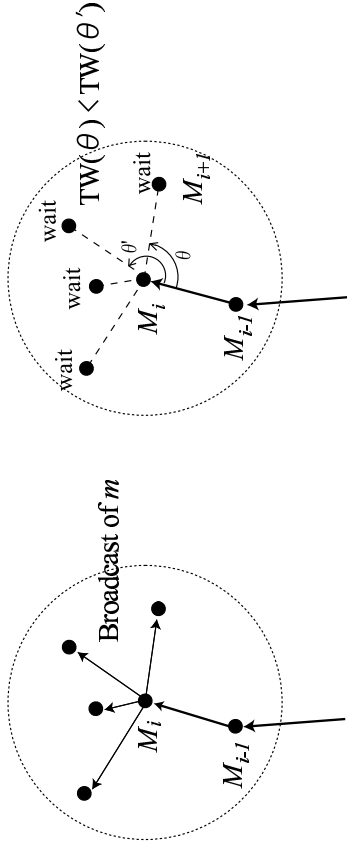 Broadcast of m
M_i
M_{i-1}
TW(θ) < TW(θ')
wait
wait
wait
wait
θ'
θ
M_i
M_{i+1}
M_{i-1}